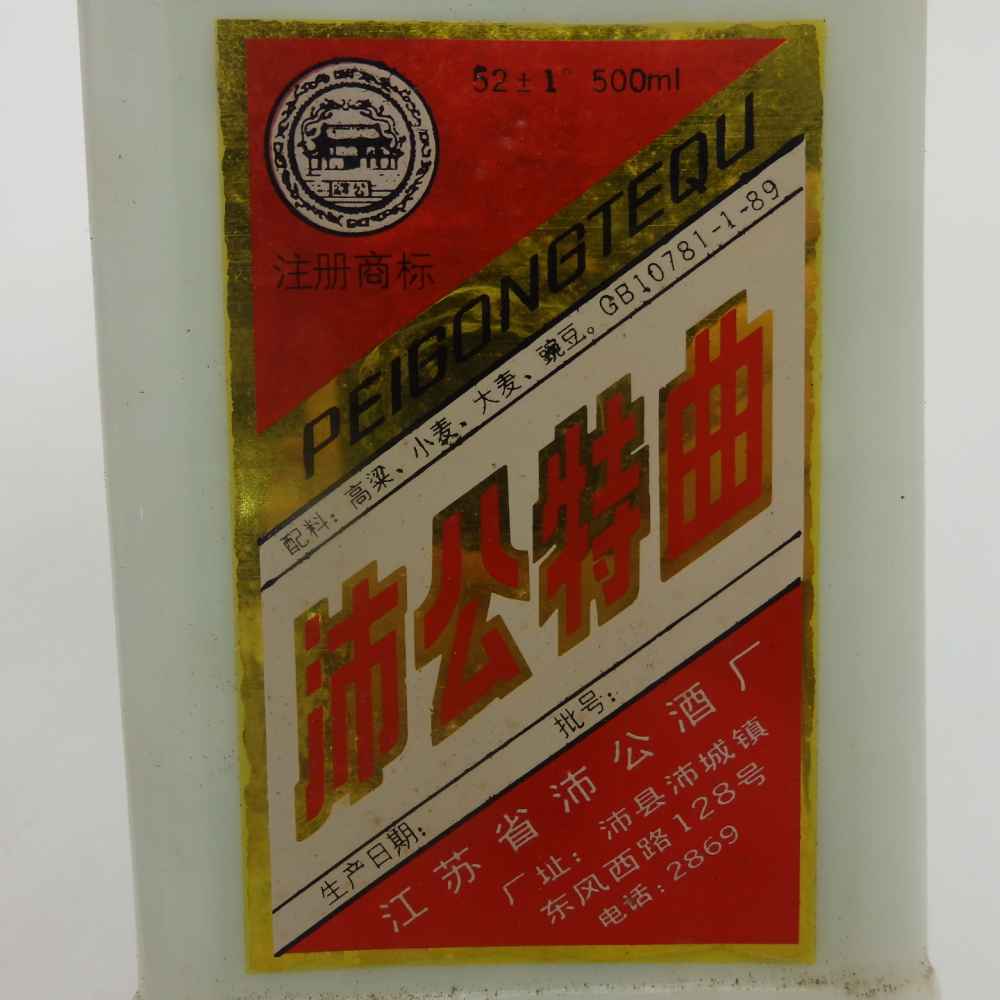 52±1° 500ml
沛公
注册商标
PEIGONGTEQU
配料：高粱、小麦、大麦、豌豆。GB10781-1-89
沛公特曲
生产日期：　　批号：
江苏省沛公酒厂
厂址：沛县沛城镇
东风西路128号
电话：2869